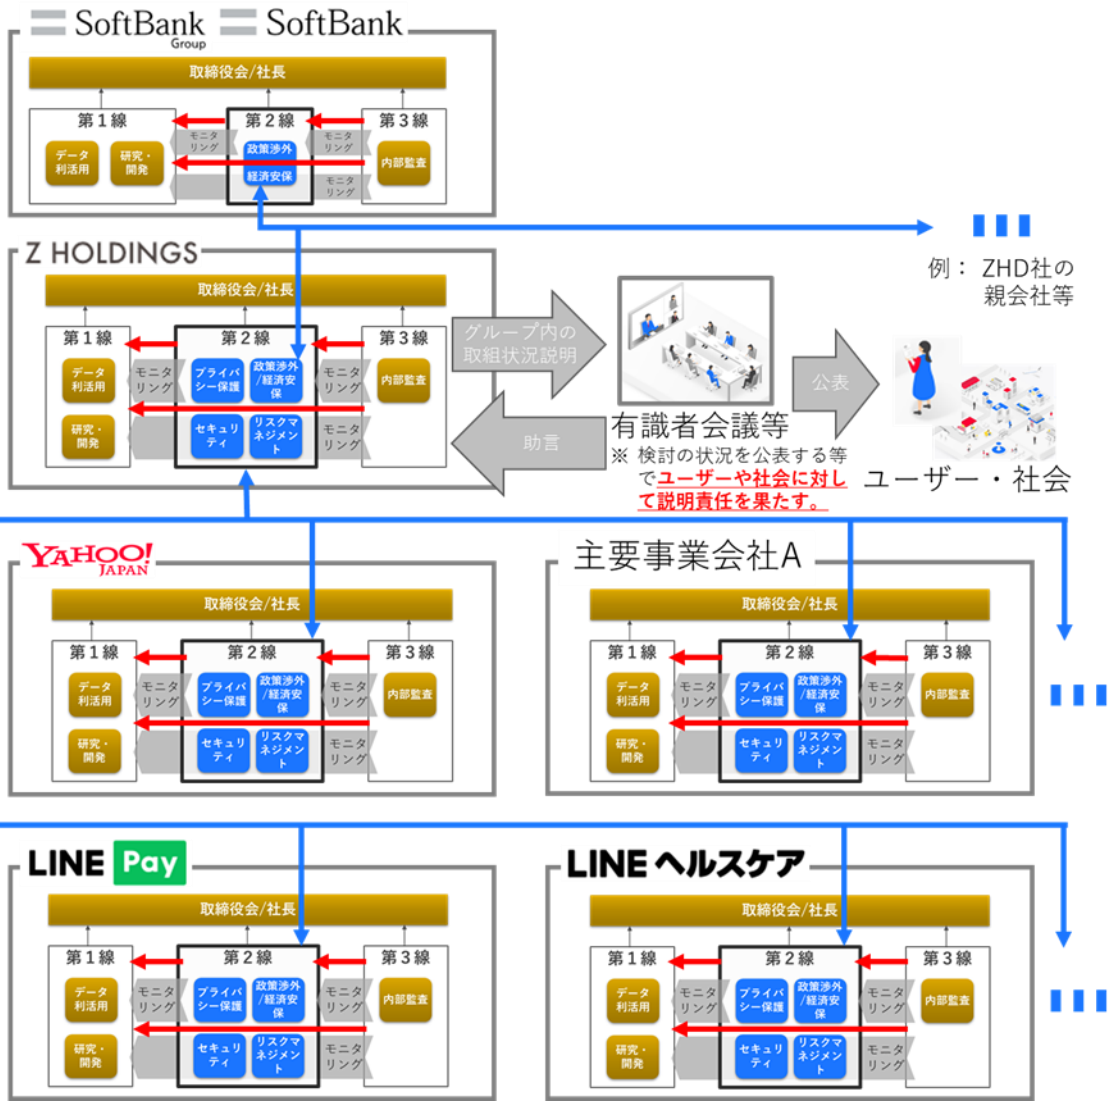 SoftBank Group SoftBank
取締役会/社長
第1線 第2線 第3線
モニタリング モニタリング
データ利活用 研究・開発 政策渉外 経済安保 内部監査
モニタリング
例： ZHD社の
親会社等
Z HOLDINGS
取締役会/社長
第1線 第2線 第3線
データ利活用 モニタリング プライバシー保護 政策渉外/経済安保 モニタリング 内部監査
研究・開発 セキュリティ リスクマネジメント モニタリング
グループ内の
取組状況説明
助言
有識者会議等
※ 検討の状況を公表する等
でユーザーや社会に対し
て説明責任を果たす。
公表
ユーザー・社会
YAHOO! JAPAN
取締役会/社長
第1線 第2線 第3線
データ利活用 モニタリング プライバシー保護 政策渉外/経済安保 モニタリング 内部監査
研究・開発 セキュリティ リスクマネジメント モニタリング
主要事業会社A
取締役会/社長
第1線 第2線 第3線
データ利活用 モニタリング プライバシー保護 政策渉外/経済安保 モニタリング 内部監査
研究・開発 セキュリティ リスクマネジメント モニタリング
LINE Pay
取締役会/社長
第1線 第2線 第3線
データ利活用 モニタリング プライバシー保護 政策渉外/経済安保 モニタリング 内部監査
研究・開発 セキュリティ リスクマネジメント モニタリング
LINE ヘルスケア
取締役会/社長
第1線 第2線 第3線
データ利活用 モニタリング プライバシー保護 政策渉外/経済安保 モニタリング 内部監査
研究・開発 セキュリティ リスクマネジメント モニタリング